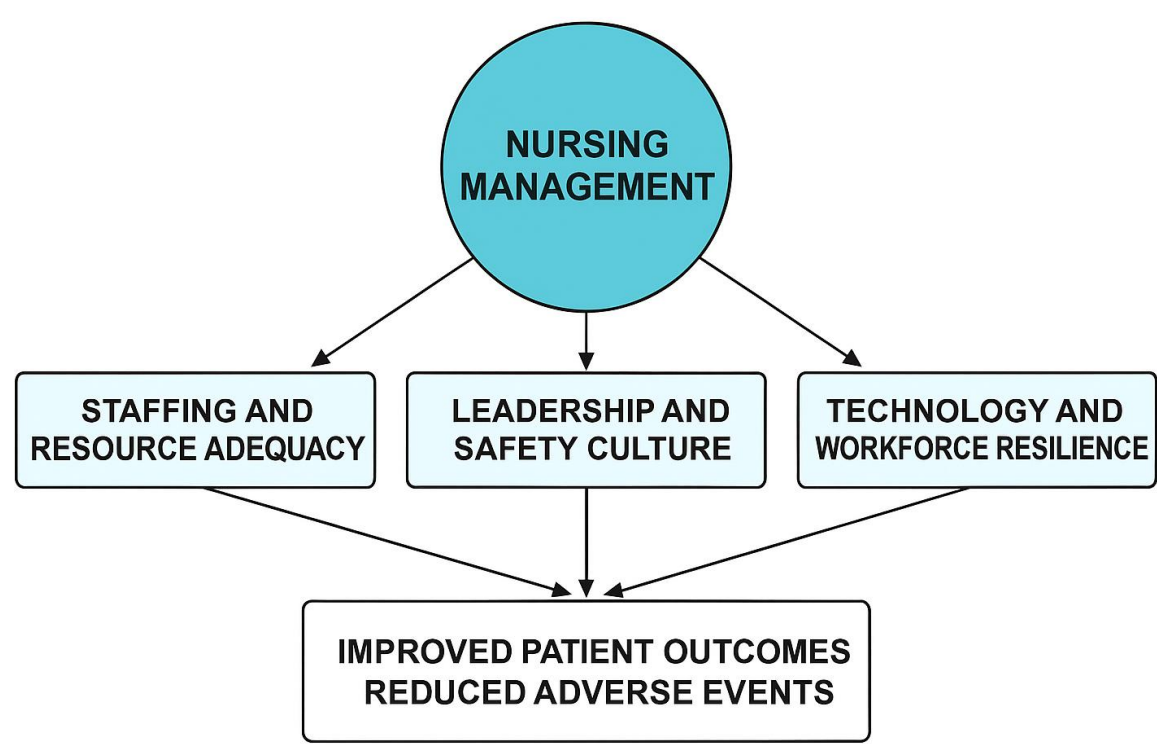 NURSING
MANAGEMENT
STAFFING AND
RESOURCE ADEQUACY
LEADERSHIP AND
SAFETY CULTURE
TECHNOLOGY AND
WORKFORCE RESILIENCE
IMPROVED PATIENT OUTCOMES
REDUCED ADVERSE EVENTS